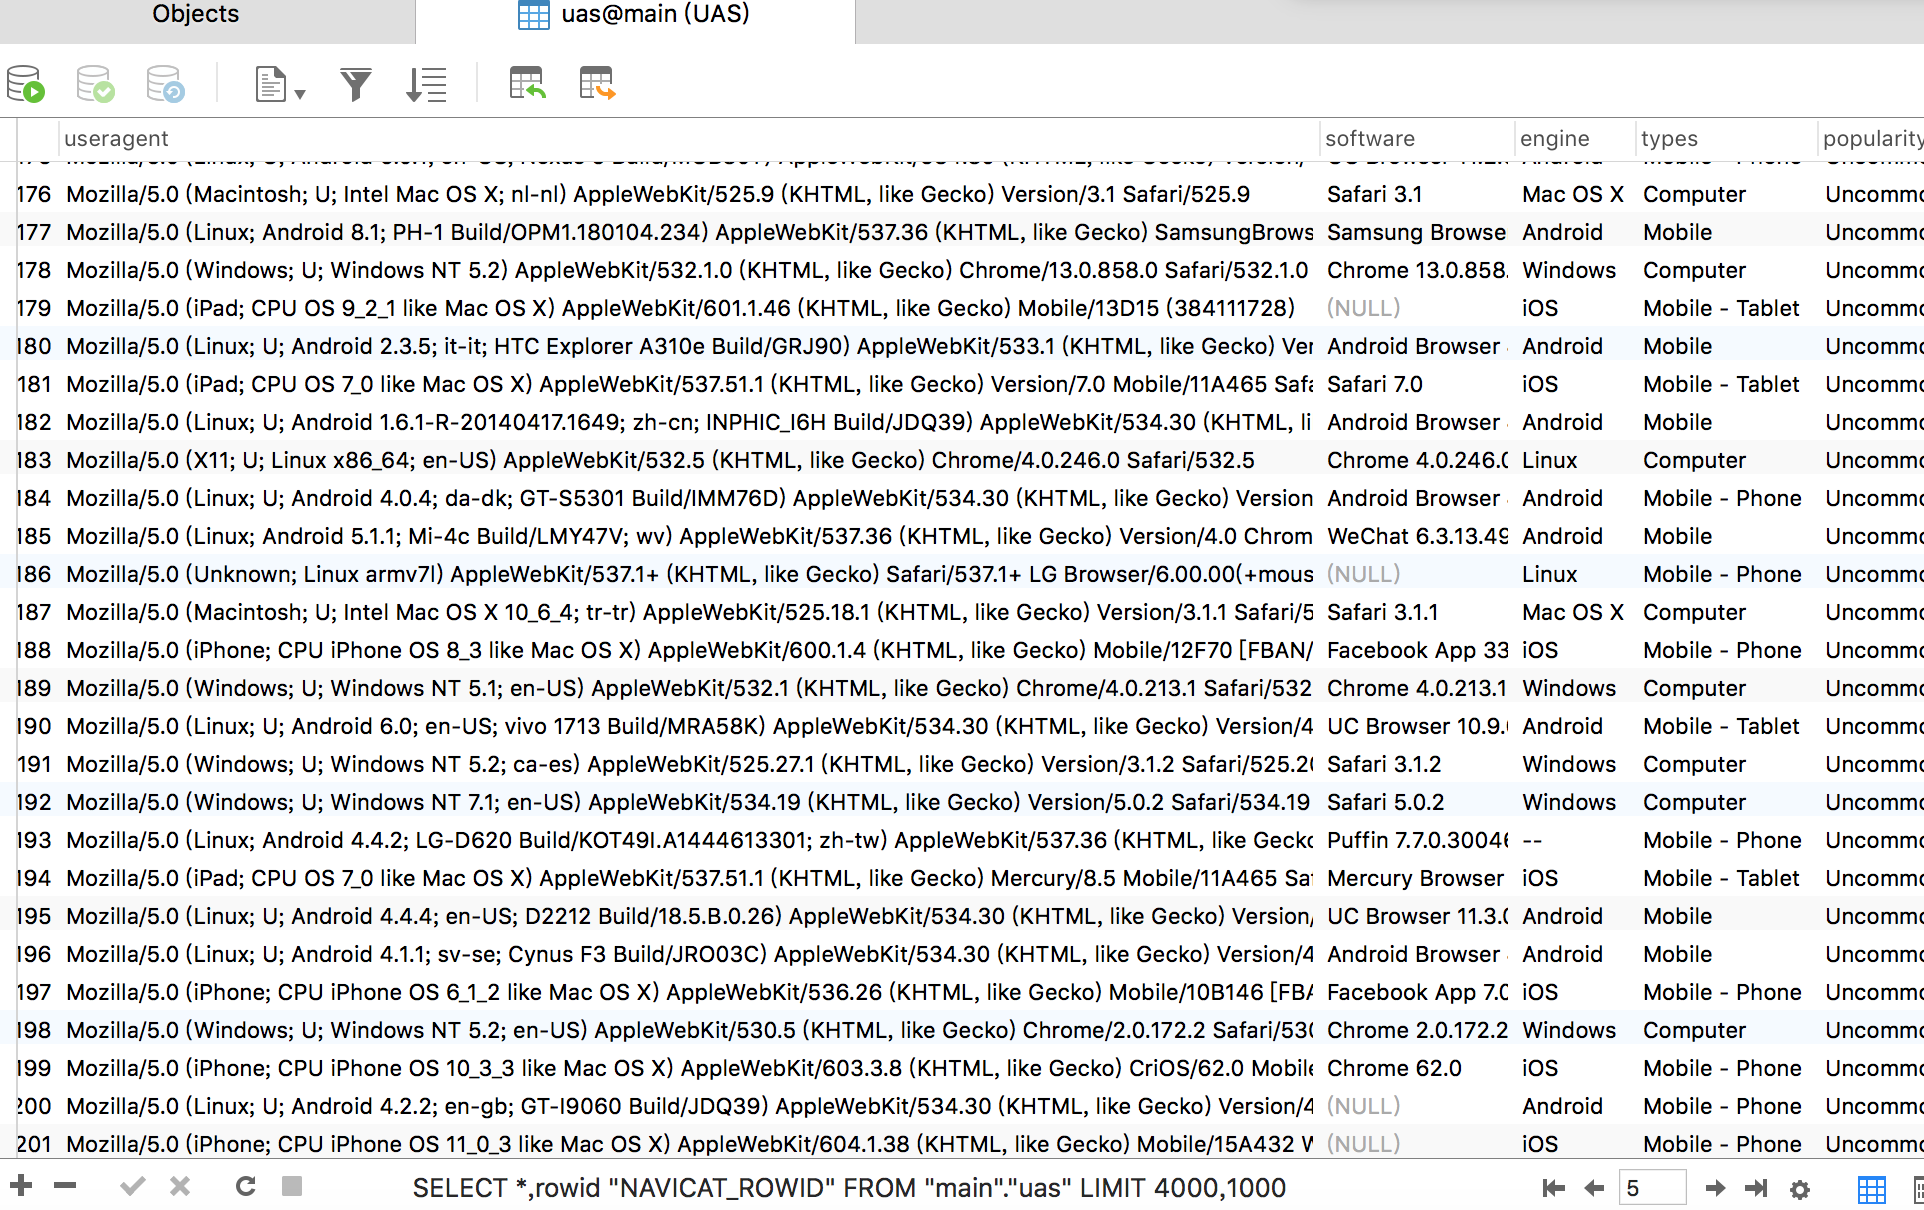 Objects uas@main (UAS)
useragent software engine types popularity
176 Mozilla/5.0 (Macintosh; U; Intel Mac OS X; nl-nl) AppleWebKit/525.9 (KHTML, like Gecko) Version/3.1 Safari/525.9 Safari 3.1 Mac OS X Computer Uncommo
177 Mozilla/5.0 (Linux; Android 8.1; PH-1 Build/OPM1.180104.234) AppleWebKit/537.36 (KHTML, like Gecko) SamsungBrows Samsung Browse Android Mobile Uncommo
178 Mozilla/5.0 (Windows; U; Windows NT 5.2) AppleWebKit/532.1.0 (KHTML, like Gecko) Chrome/13.0.858.0 Safari/532.1.0 Chrome 13.0.858. Windows Computer Uncommo
179 Mozilla/5.0 (iPad; CPU OS 9_2_1 like Mac OS X) AppleWebKit/601.1.46 (KHTML, like Gecko) Mobile/13D15 (384111728) (NULL) iOS Mobile - Tablet Uncommo
180 Mozilla/5.0 (Linux; U; Android 2.3.5; it-it; HTC Explorer A310e Build/GRJ90) AppleWebKit/533.1 (KHTML, like Gecko) Ver Android Browser Android Mobile Uncommo
181 Mozilla/5.0 (iPad; CPU OS 7_0 like Mac OS X) AppleWebKit/537.51.1 (KHTML, like Gecko) Version/7.0 Mobile/11A465 Safa Safari 7.0 iOS Mobile - Tablet Uncommo
182 Mozilla/5.0 (Linux; U; Android 1.6.1-R-20140417.1649; zh-cn; INPHIC_I6H Build/JDQ39) AppleWebKit/534.30 (KHTML, li Android Browser Android Mobile Uncommo
183 Mozilla/5.0 (X11; U; Linux x86_64; en-US) AppleWebKit/532.5 (KHTML, like Gecko) Chrome/4.0.246.0 Safari/532.5 Chrome 4.0.246.0 Linux Computer Uncommo
184 Mozilla/5.0 (Linux; U; Android 4.0.4; da-dk; GT-S5301 Build/IMM76D) AppleWebKit/534.30 (KHTML, like Gecko) Version Android Browser Android Mobile - Phone Uncommo
185 Mozilla/5.0 (Linux; Android 5.1.1; Mi-4c Build/LMY47V; wv) AppleWebKit/537.36 (KHTML, like Gecko) Version/4.0 Chrom WeChat 6.3.13.49 Android Mobile Uncommo
186 Mozilla/5.0 (Unknown; Linux armv7l) AppleWebKit/537.1+ (KHTML, like Gecko) Safari/537.1+ LG Browser/6.00.00(+mous (NULL) Linux Mobile - Phone Uncommo
187 Mozilla/5.0 (Macintosh; U; Intel Mac OS X 10_6_4; tr-tr) AppleWebKit/525.18.1 (KHTML, like Gecko) Version/3.1.1 Safari/5 Safari 3.1.1 Mac OS X Computer Uncommo
188 Mozilla/5.0 (iPhone; CPU iPhone OS 8_3 like Mac OS X) AppleWebKit/600.1.4 (KHTML, like Gecko) Mobile/12F70 [FBAN/ Facebook App 33 iOS Mobile - Phone Uncommo
189 Mozilla/5.0 (Windows; U; Windows NT 5.1; en-US) AppleWebKit/532.1 (KHTML, like Gecko) Chrome/4.0.213.1 Safari/532 Chrome 4.0.213.1 Windows Computer Uncommo
190 Mozilla/5.0 (Linux; U; Android 6.0; en-US; vivo 1713 Build/MRA58K) AppleWebKit/534.30 (KHTML, like Gecko) Version/4 UC Browser 10.9.0 Android Mobile - Tablet Uncommo
191 Mozilla/5.0 (Windows; U; Windows NT 5.2; ca-es) AppleWebKit/525.27.1 (KHTML, like Gecko) Version/3.1.2 Safari/525.20 Safari 3.1.2 Windows Computer Uncommo
192 Mozilla/5.0 (Windows; U; Windows NT 7.1; en-US) AppleWebKit/534.19 (KHTML, like Gecko) Version/5.0.2 Safari/534.19 Safari 5.0.2 Windows Computer Uncommo
193 Mozilla/5.0 (Linux; Android 4.4.2; LG-D620 Build/KOT49I.A1444613301; zh-tw) AppleWebKit/537.36 (KHTML, like Gecko Puffin 7.7.0.30046 -- Mobile - Phone Uncommo
194 Mozilla/5.0 (iPad; CPU OS 7_0 like Mac OS X) AppleWebKit/537.51.1 (KHTML, like Gecko) Mercury/8.5 Mobile/11A465 Saf Mercury Browser iOS Mobile - Tablet Uncommo
195 Mozilla/5.0 (Linux; U; Android 4.4.4; en-US; D2212 Build/18.5.B.0.26) AppleWebKit/534.30 (KHTML, like Gecko) Version/ UC Browser 11.3.0 Android Mobile Uncommo
196 Mozilla/5.0 (Linux; U; Android 4.1.1; sv-se; Cynus F3 Build/JRO03C) AppleWebKit/534.30 (KHTML, like Gecko) Version/4 Android Browser Android Mobile Uncommo
197 Mozilla/5.0 (iPhone; CPU iPhone OS 6_1_2 like Mac OS X) AppleWebKit/536.26 (KHTML, like Gecko) Mobile/10B146 [FBA Facebook App 7.0 iOS Mobile - Phone Uncommo
198 Mozilla/5.0 (Windows; U; Windows NT 5.2; en-US) AppleWebKit/530.5 (KHTML, like Gecko) Chrome/2.0.172.2 Safari/530 Chrome 2.0.172.2 Windows Computer Uncommo
199 Mozilla/5.0 (iPhone; CPU iPhone OS 10_3_3 like Mac OS X) AppleWebKit/603.3.8 (KHTML, like Gecko) CriOS/62.0 Mobile Chrome 62.0 iOS Mobile - Phone Uncommo
200 Mozilla/5.0 (Linux; U; Android 4.2.2; en-gb; GT-I9060 Build/JDQ39) AppleWebKit/534.30 (KHTML, like Gecko) Version/4 (NULL) Android Mobile - Phone Uncommo
201 Mozilla/5.0 (iPhone; CPU iPhone OS 11_0_3 like Mac OS X) AppleWebKit/604.1.38 (KHTML, like Gecko) Mobile/15A432 (NULL) iOS Mobile - Phone Uncommo
SELECT *,rowid "NAVICAT_ROWID" FROM "main"."uas" LIMIT 4000,1000 5